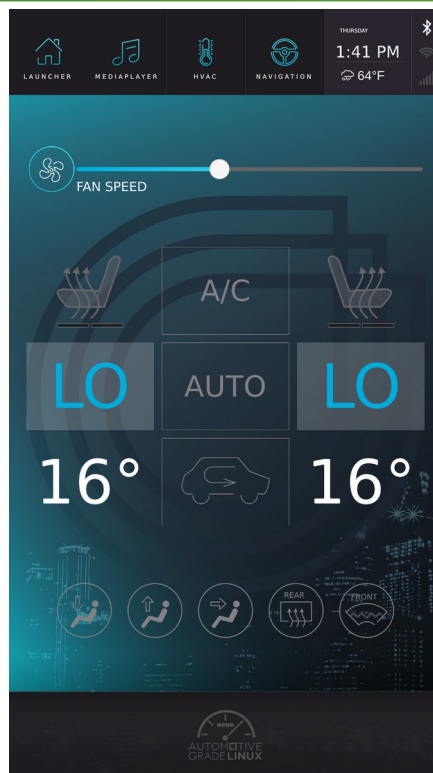 THURSDAY
1:41 PM
64°F
LAUNCHER
MEDIAPLAYER
HVAC
NAVIGATION
FAN SPEED
A/C
LO
AUTO
LO
16°
16°
REAR
FRONT
AUTOMOTIVE
GRADE LINUX